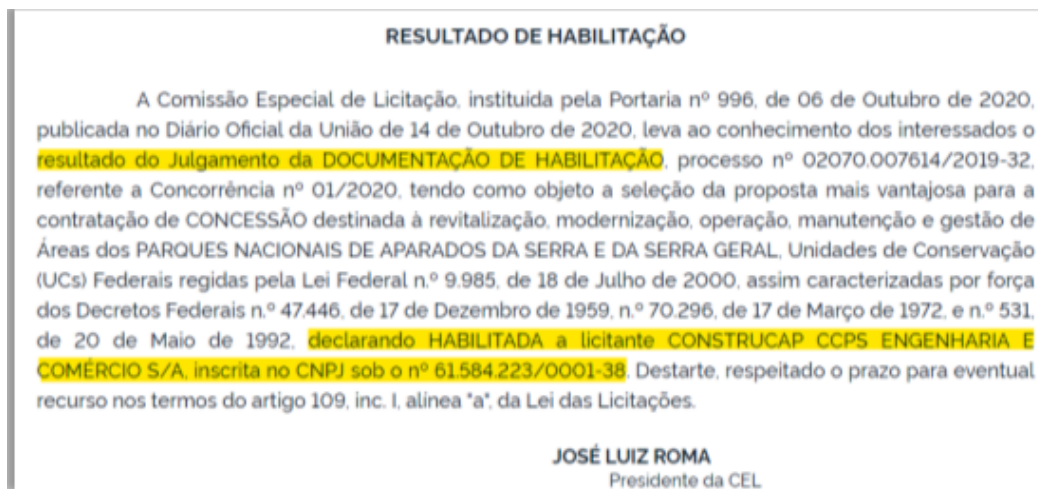 RESULTADO DE HABILITAÇÃO
A Comissão Especial de Licitação, instituida pela Portaria nº 996, de 06 de Outubro de 2020,
publicada no Diário Oficial da União de 14 de Outubro de 2020, leva ao conhecimento dos interessados o
resultado do Julgamento da DOCUMENTAÇÃO DE HABILITAÇÃO, processo nº 02070.007614/2019-32,
referente a Concorrência nº 01/2020, tendo como objeto a seleção da proposta mais vantajosa para a
contratação de CONCESSÃO destinada à revitalização, modernização, operação, manutenção e gestão de
Áreas dos PARQUES NACIONAIS DE APARADOS DA SERRA E DA SERRA GERAL, Unidades de Conservação
(UCs) Federais regidas pela Lei Federal n.º 9.985, de 18 de Julho de 2000, assim caracterizadas por força
dos Decretos Federais n.º 47.446, de 17 de Dezembro de 1959, n.º 70.296, de 17 de Março de 1972, e n.º 531,
de 20 de Maio de 1992, declarando HABILITADA a licitante CONSTRUCAP CCPS ENGENHARIA E
COMÉRCIO S/A, inscrita no CNPJ sob o nº 61.584.223/0001-38. Destarte, respeitado o prazo para eventual
recurso nos termos do artigo 109, inc. I, alínea "a", da Lei das Licitações.
JOSÉ LUIZ ROMA
Presidente da CEL